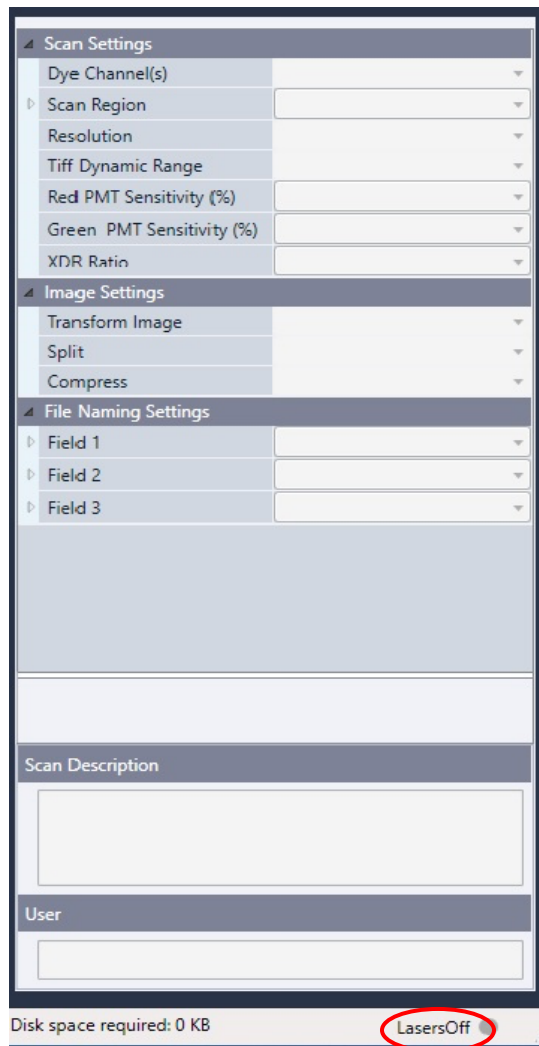 Scan Settings
Dye Channel(s)
Scan Region
Resolution
Tiff Dynamic Range
Red PMT Sensitivity (%)
Green PMT Sensitivity (%)
XDR Ratio
Image Settings
Transform Image
Split
Compress
File Naming Settings
Field 1
Field 2
Field 3
Scan Description
User
Disk space required: 0 KB LasersOff